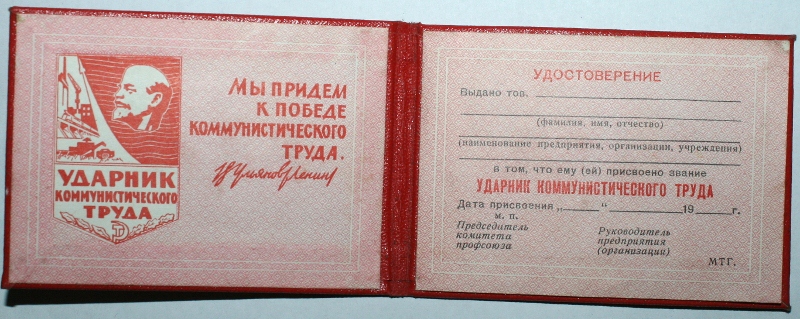 УДАРНИК
КОММУНИСТИЧЕСКОГО
ТРУДА
МЫ ПРИДЕМ
К ПОБЕДЕ
КОММУНИСТИЧЕСКОГО
ТРУДА.
В Ульянов (Ленин)
УДОСТОВЕРЕНИЕ
Выдано тов.
(фамилия, имя, отчество)
(наименование предприятия, организации, учреждения)
в том, что ему (ей) присвоено звание
УДАРНИК КОММУНИСТИЧЕСКОГО ТРУДА
Дата присвоения „ “ 19 г.
м. п.
Председатель
комитета
профсоюза
Руководитель
предприятия
(организации)
МТГ.